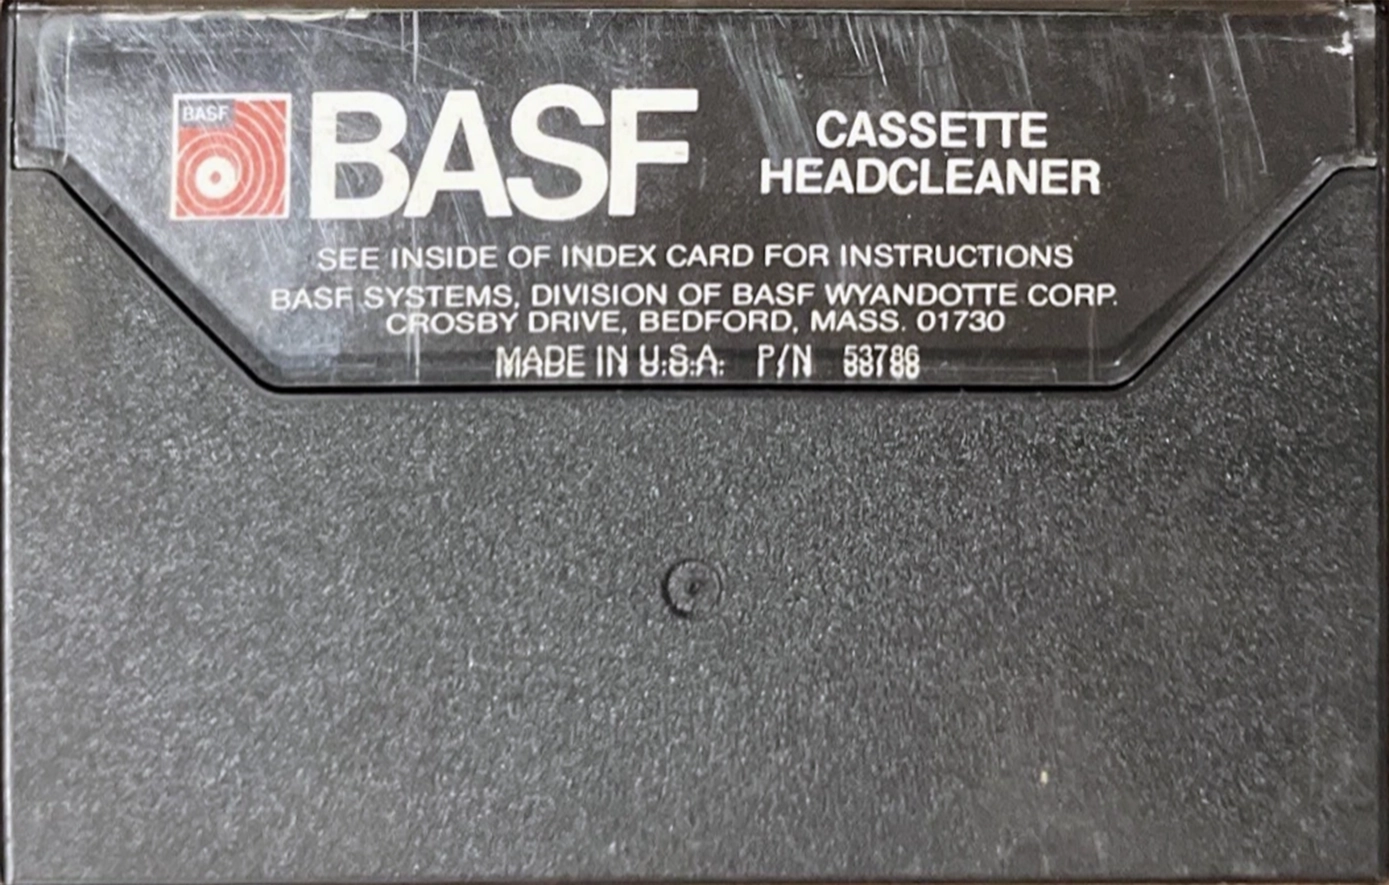 BASF
BASF
CASSETTE
HEADCLEANER
SEE INSIDE OF INDEX CARD FOR INSTRUCTIONS
BASF SYSTEMS, DIVISION OF BASF WYANDOTTE CORP.
CROSBY DRIVE, BEDFORD, MASS. 01730
MADE IN U.S.A. P/N 53786